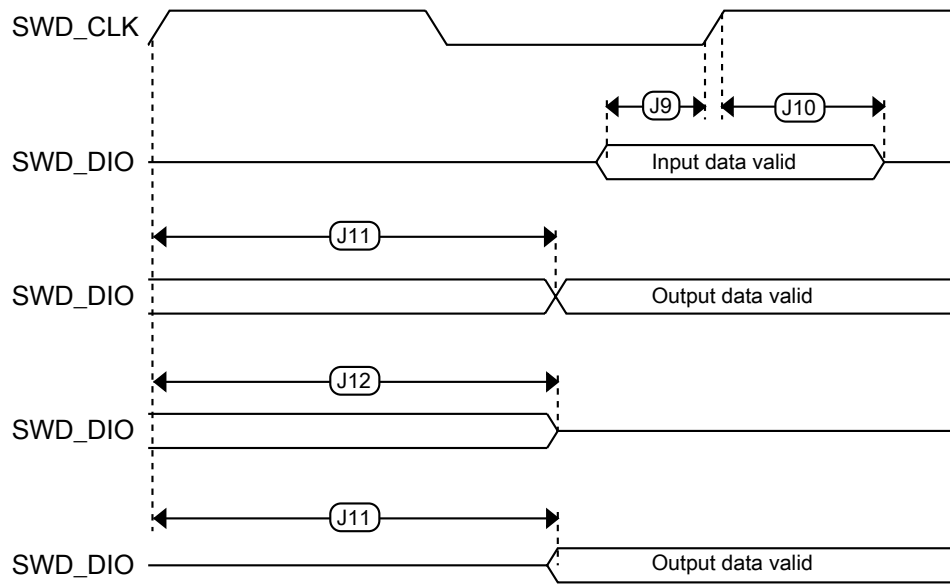 SWD_CLK
J9
J10
SWD_DIO
Input data valid
J11
SWD_DIO
Output data valid
J12
SWD_DIO
J11
SWD_DIO
Output data valid